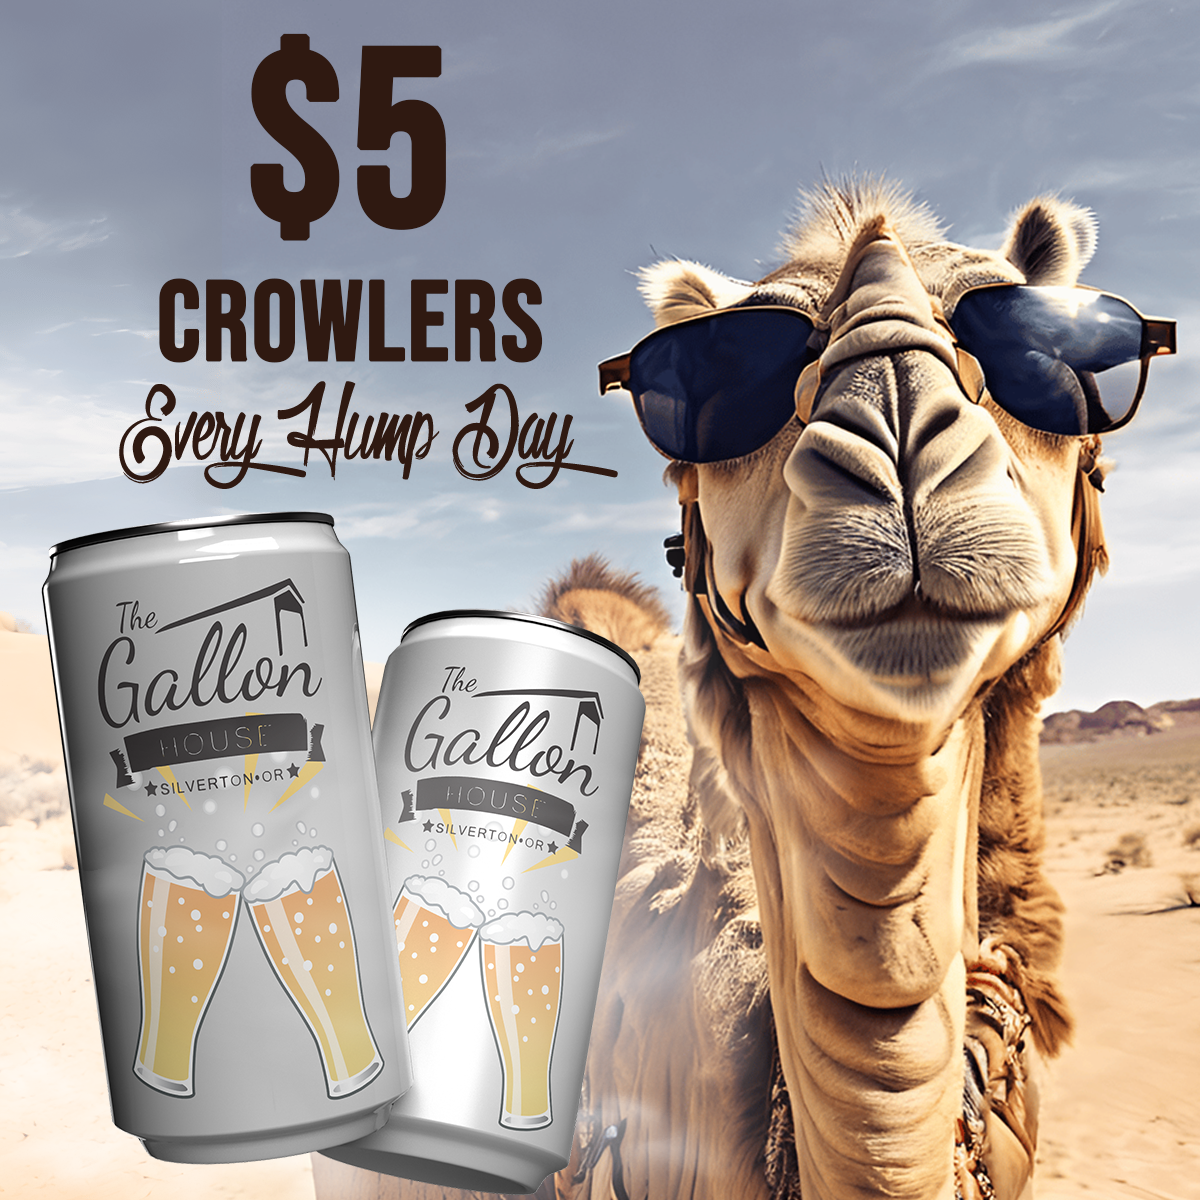 $5
CROWLERS
Every Hump Day
The
Gallon
HOUSE
★SILVERTON•OR★
The
Gallon
HOUSE
★SILVERTON•OR★